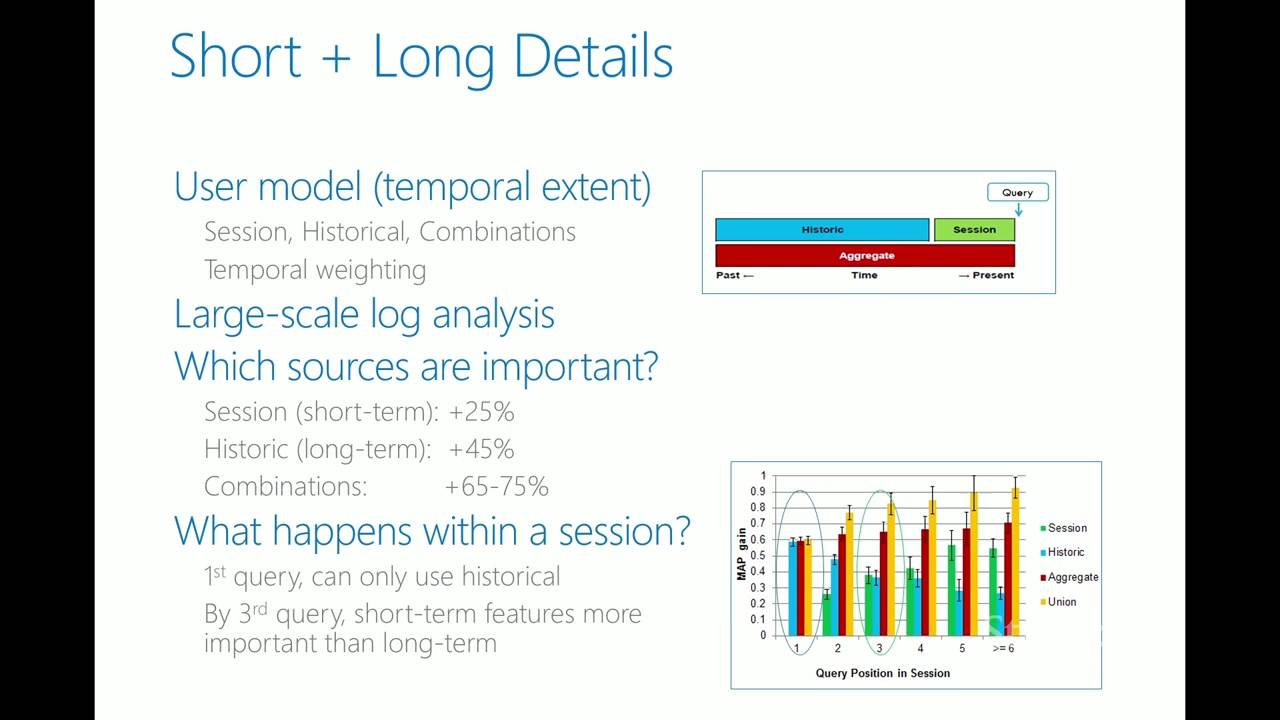 Short + Long Details
User model (temporal extent)
Session, Historical, Combinations
Temporal weighting
Large-scale log analysis
Which sources are important?
Session (short-term): +25%
Historic (long-term): +45%
Combinations: +65-75%
What happens within a session?
1st query, can only use historical
By 3rd query, short-term features more
important than long-term
Query
Historic
Session
Aggregate
Past ← Time → Present
1
0.9
0.8
0.7
0.6
0.5
0.4
0.3
0.2
0.1
0
MAP gain
1 2 3 4 5 >= 6
Query Position in Session
Session
Historic
Aggregate
Union